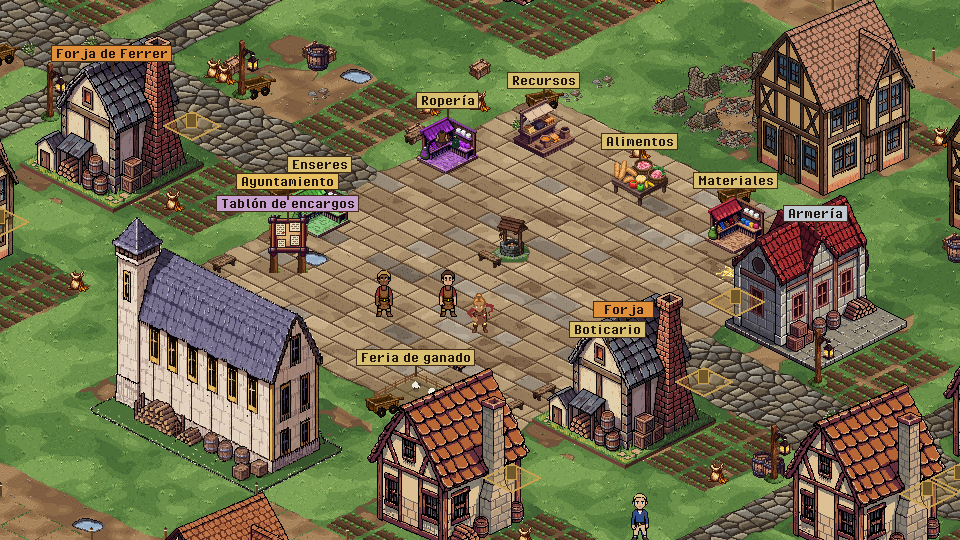 Forja de Ferrer
Recursos
Ropería
Alimentos
Enseres
Ayuntamiento
Materiales
Tablón de encargos
Armería
Forja
Boticario
Feria de ganado